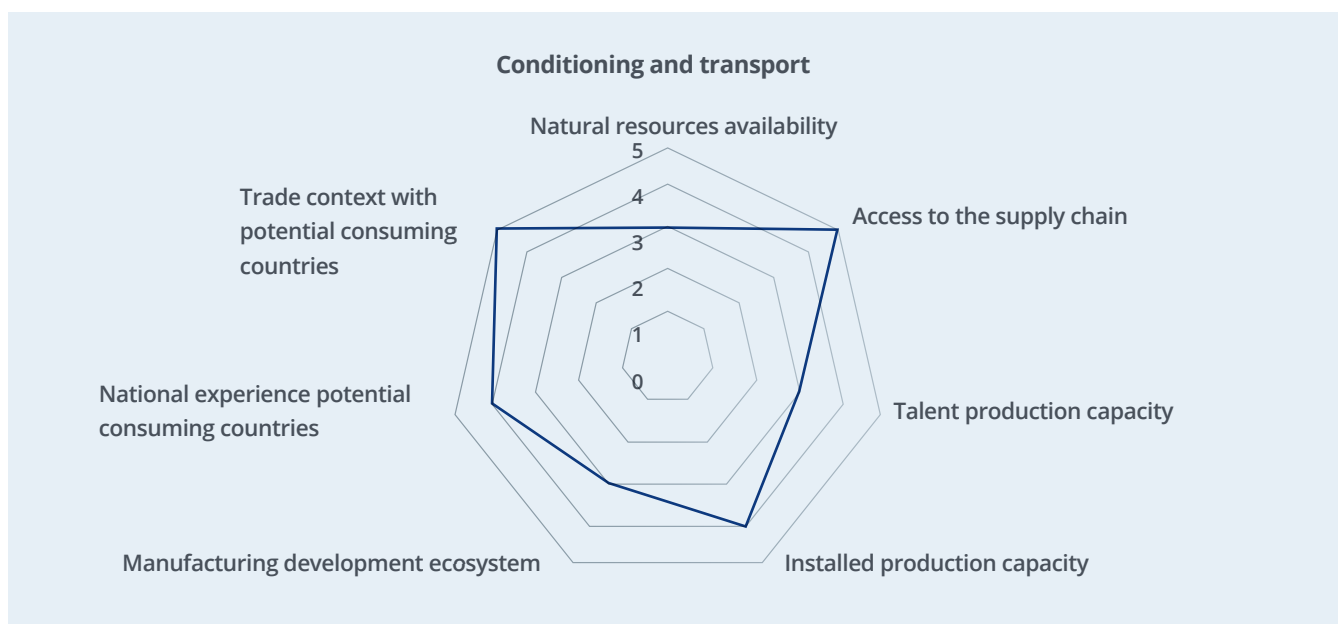 Conditioning and transport
Natural resources availability
5
4
3
2
1
0
Access to the supply chain
Talent production capacity
Installed production capacity
Manufacturing development ecosystem
National experience potential
consuming countries
Trade context with
potential consuming
countries